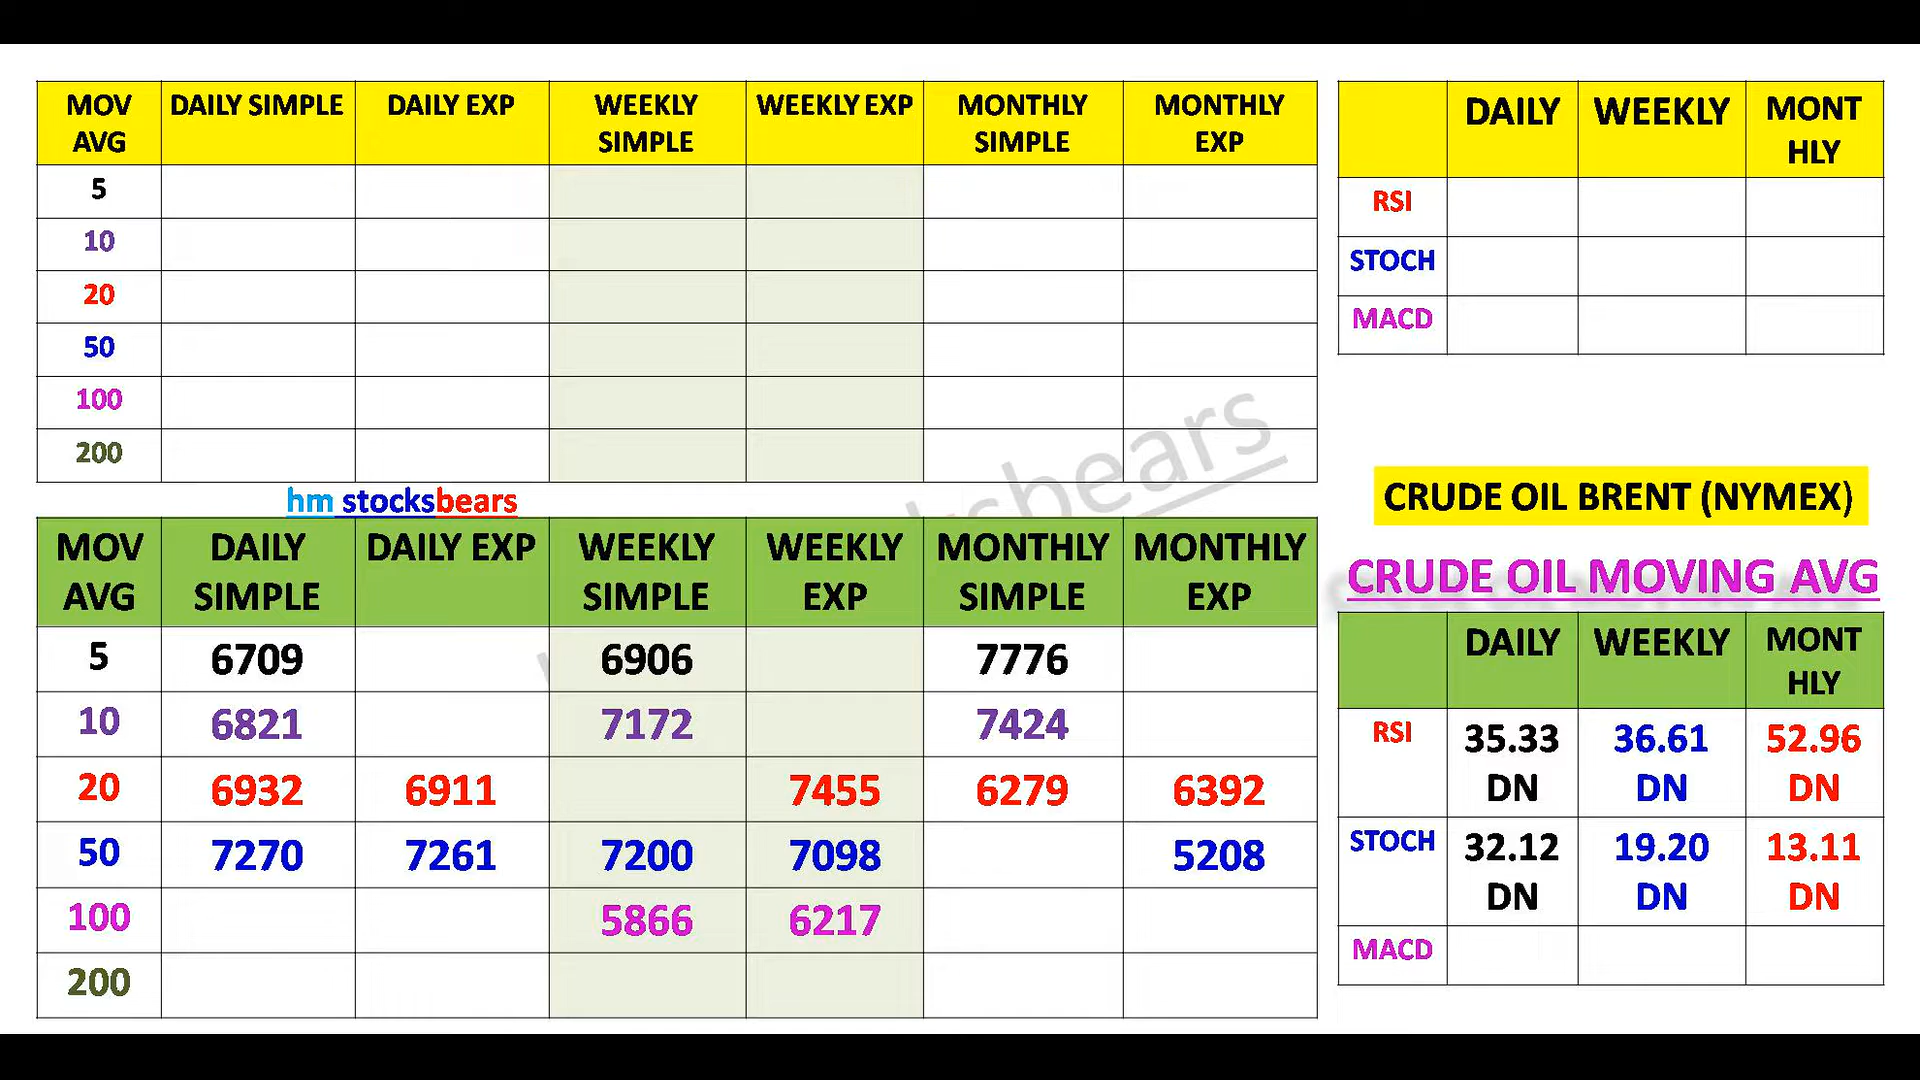 MOV AVG DAILY SIMPLE DAILY EXP WEEKLY SIMPLE WEEKLY EXP MONTHLY SIMPLE MONTHLY EXP
5
10
20
50
100
200
DAILY WEEKLY MONT HLY
RSI
STOCH
MACD
hm stocksbears
CRUDE OIL BRENT (NYMEX)
CRUDE OIL MOVING AVG
MOV AVG DAILY SIMPLE DAILY EXP WEEKLY SIMPLE WEEKLY EXP MONTHLY SIMPLE MONTHLY EXP
5 6709 6906 7776
10 6821 7172 7424
20 6932 6911 7455 6279 6392
50 7270 7261 7200 7098 5208
100 5866 6217
200
DAILY WEEKLY MONT HLY
RSI 35.33 DN 36.61 DN 52.96 DN
STOCH 32.12 DN 19.20 DN 13.11 DN
MACD